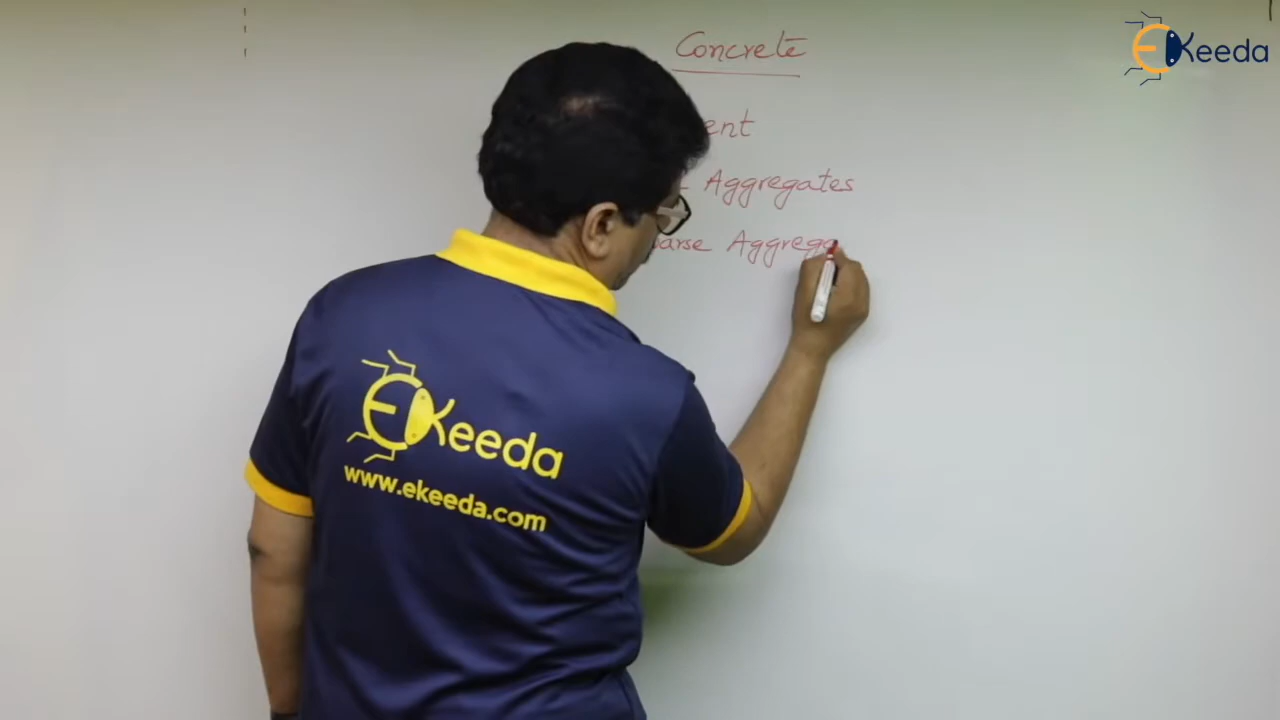 Concrete
EKeeda
ent
Aggregates
arse Aggrega
EKeeda
www.ekeeda.com